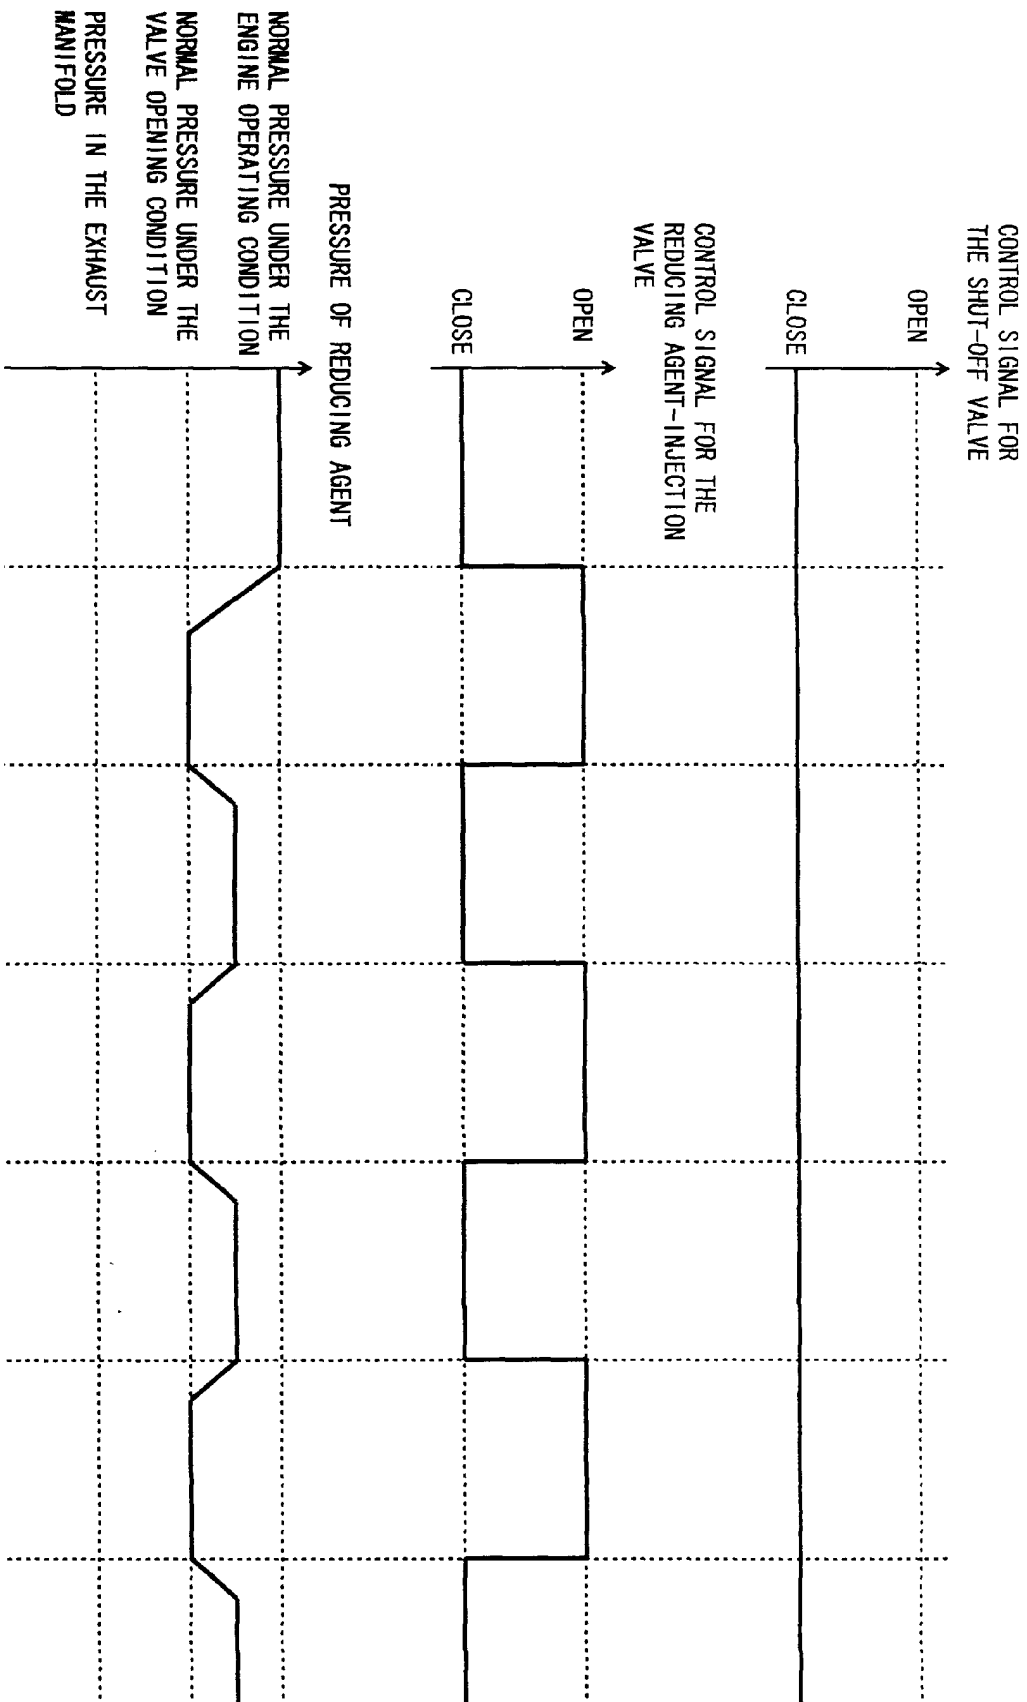 CONTROL SIGNAL FOR
THE SHUT-OFF VALVE
OPEN
CLOSE
CONTROL SIGNAL FOR THE
REDUCING AGENT-INJECTION
VALVE
OPEN
CLOSE
PRESSURE OF REDUCING AGENT
NORMAL PRESSURE UNDER THE
ENGINE OPERATING CONDITION
NORMAL PRESSURE UNDER THE
VALVE OPENING CONDITION
PRESSURE IN THE EXHAUST
MANIFOLD